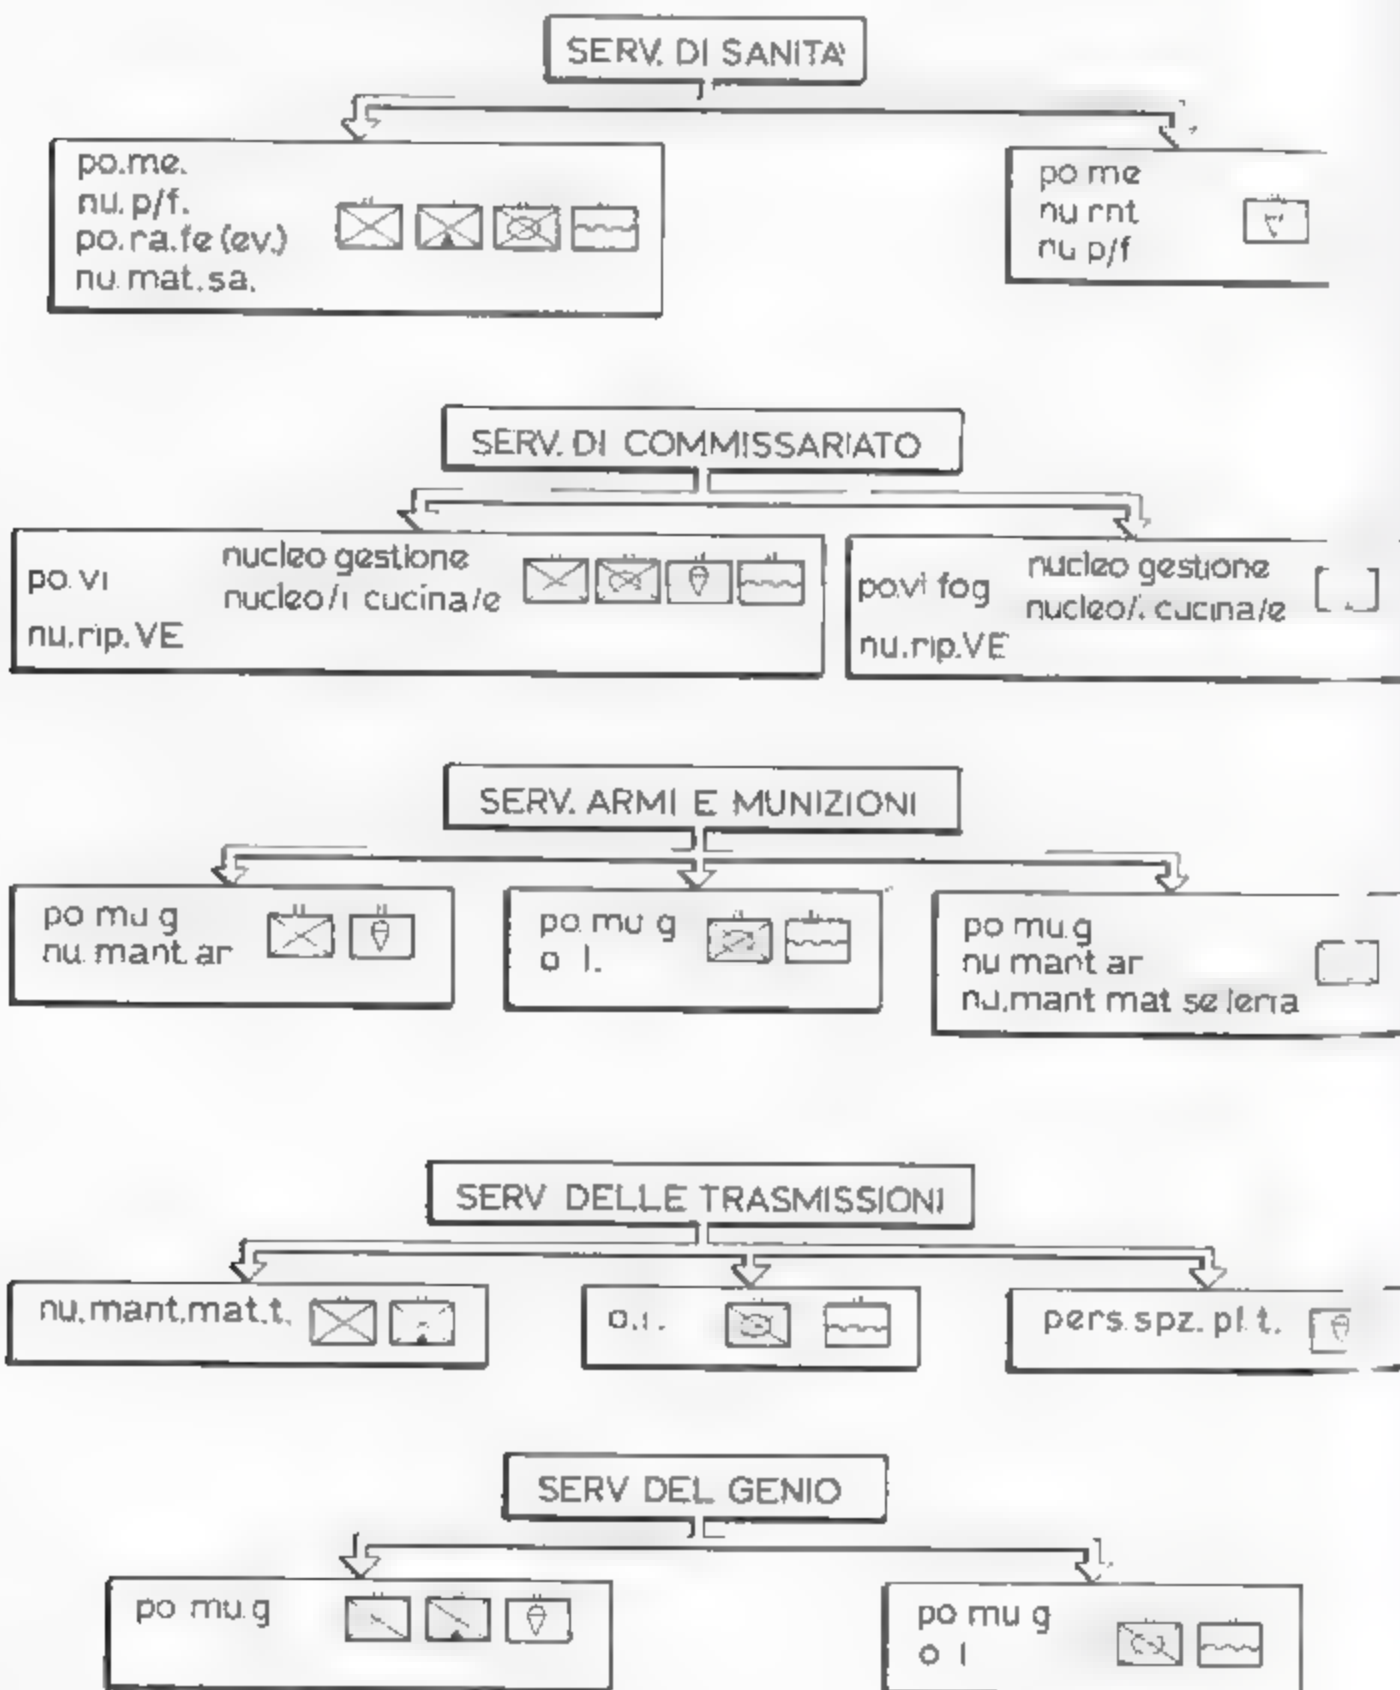 SERV. DI SANITA'
po.me.
nu. p/f.
po.ra.fe (ev.)
nu. mat. sa.
po me
nu rnt
nu p/f
SERV. DI COMMISSARIATO
po. vi
nucleo gestione
nucleo/i cucina/e
nu.rip.VE
po.vi fog
nucleo gestione
nucleo/i. cucina/e
nu.rip.VE
SERV. ARMI E MUNIZIONI
po mu g
nu. mant. ar
po. mu g
o l.
po mu.g
nu mant ar
nu.mant mat
SERV DELLE TRASMISSIONI
nu.mant.mat.t.
o.i.
pers.spz. pl. t.
SERV DEL GENIO
po mu.g
po mu g
o l